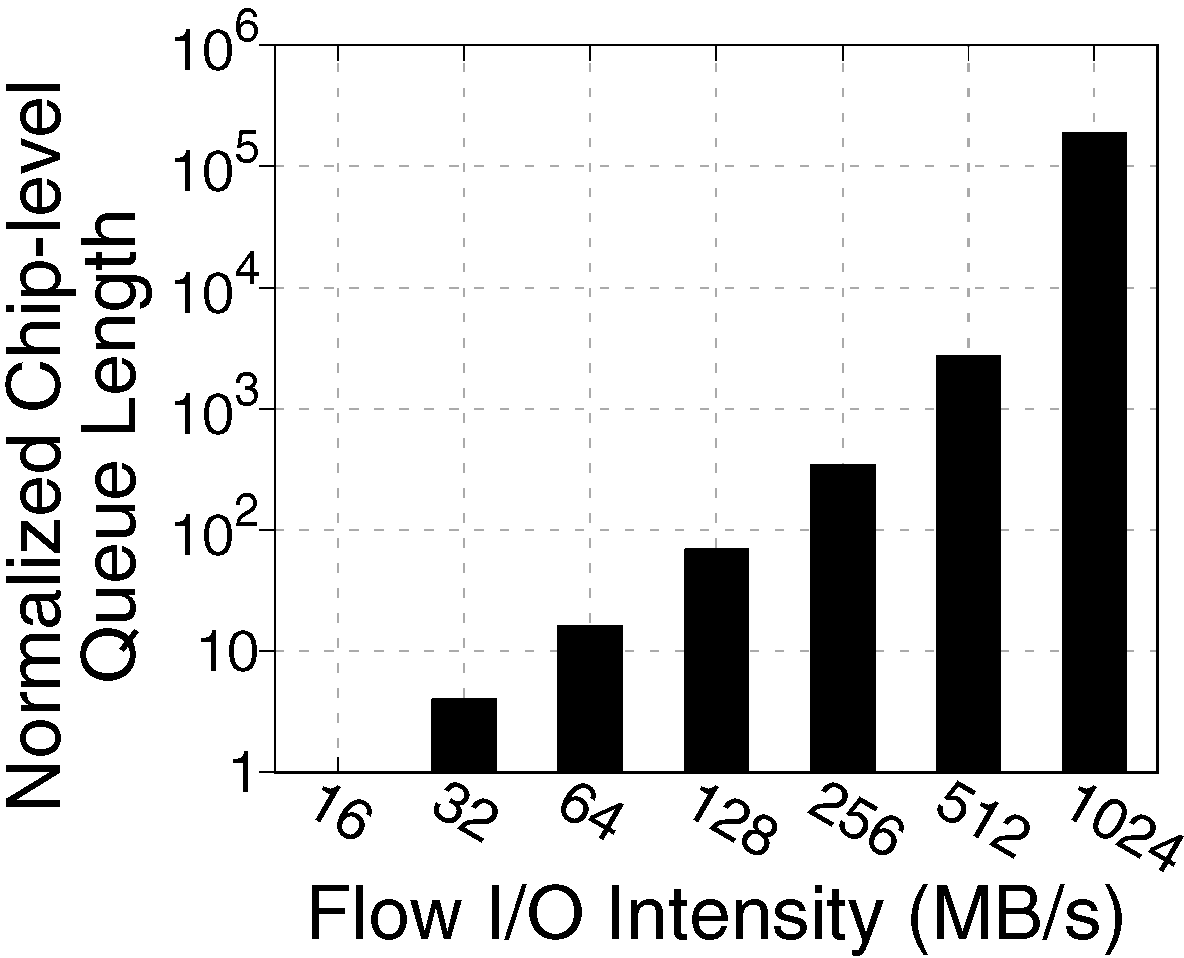 Normalized Chip-level
Queue Length
10^6
10^5
10^4
10^3
10^2
10
1
16 32 64 128 256 512 1024
Flow I/O Intensity (MB/s)